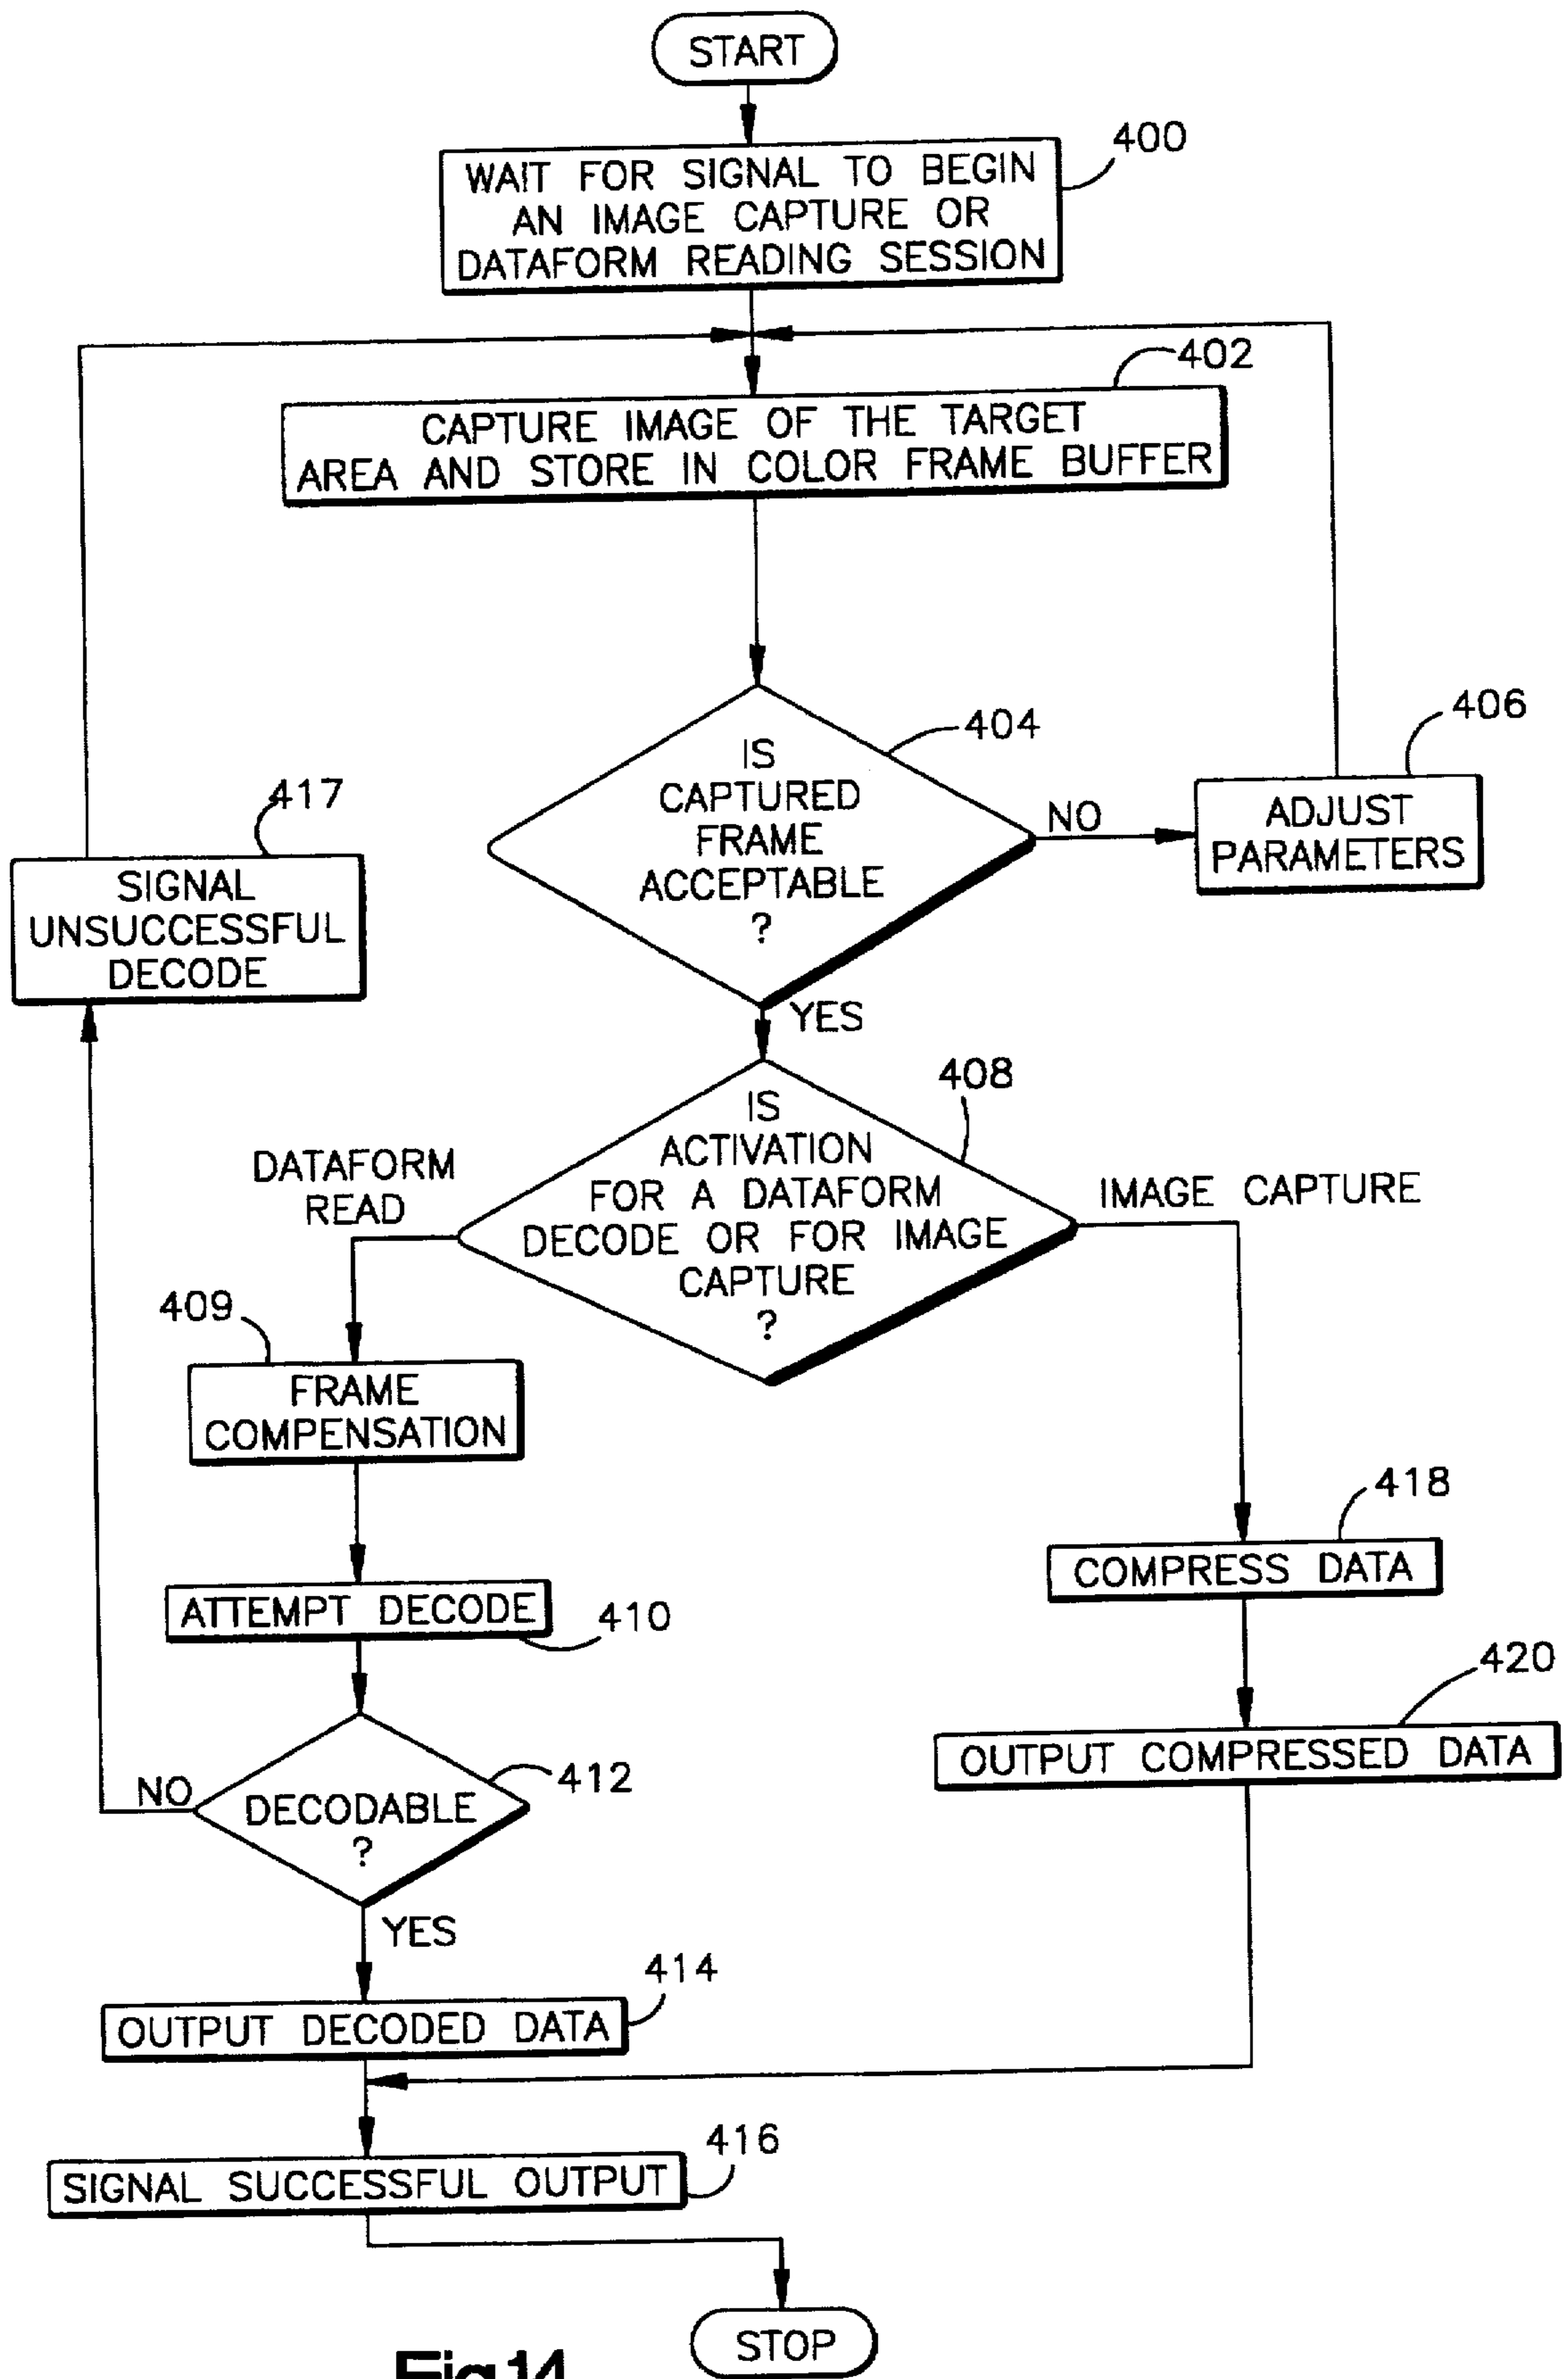 START
400
WAIT FOR SIGNAL TO BEGIN
AN IMAGE CAPTURE OR
DATAFORM READING SESSION
402
CAPTURE IMAGE OF THE TARGET
AREA AND STORE IN COLOR FRAME BUFFER
404
IS
CAPTURED
FRAME
ACCEPTABLE
?
NO
406
ADJUST
PARAMETERS
417
SIGNAL
UNSUCCESSFUL
DECODE
YES
408
IS
ACTIVATION
FOR A DATAFORM
DECODE OR FOR IMAGE
CAPTURE
?
DATAFORM
READ
IMAGE CAPTURE
409
FRAME
COMPENSATION
418
COMPRESS DATA
ATTEMPT DECODE
410
420
OUTPUT COMPRESSED DATA
412
NO
DECODABLE
?
YES
414
OUTPUT DECODED DATA
416
SIGNAL SUCCESSFUL OUTPUT
STOP
Fig.14